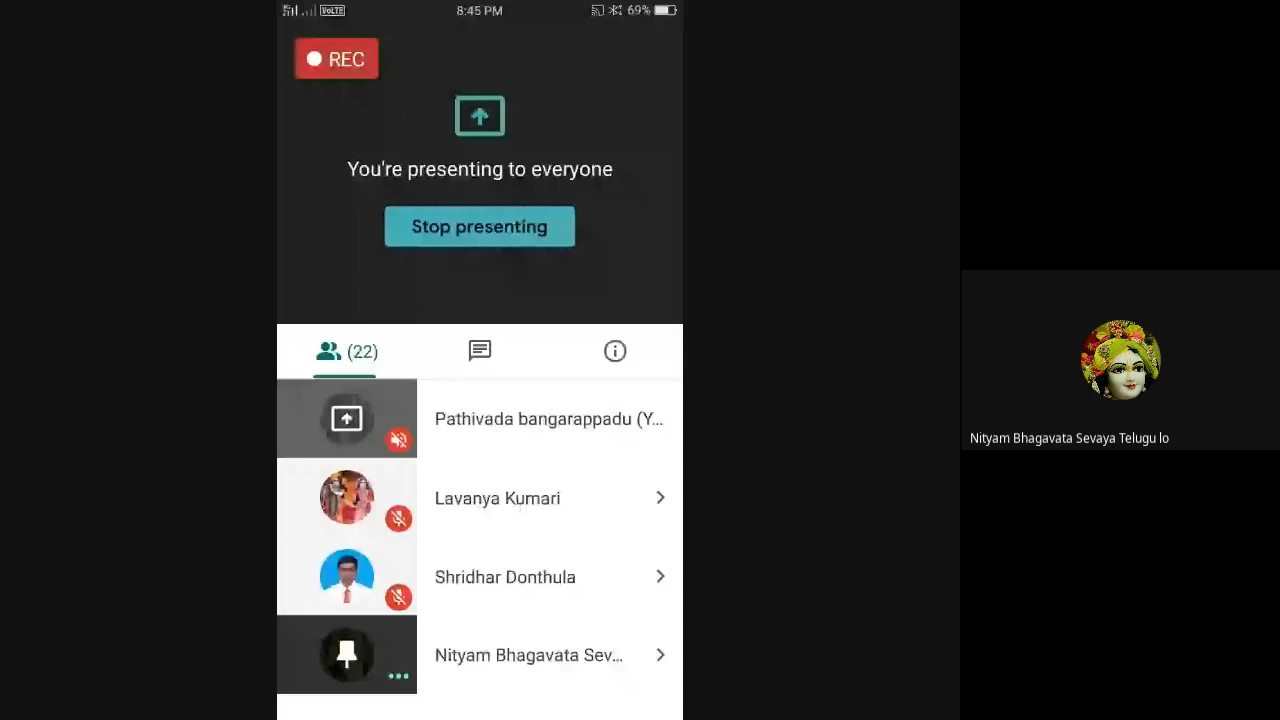 VoLTE
8:45 PM
69%
REC
You're presenting to everyone
Stop presenting
(22)
Pathivada bangarappadu (Y...
Lavanya Kumari
Shridhar Donthula
Nityam Bhagavata Sev...
Nityam Bhagavata Sevaya Telugu lo